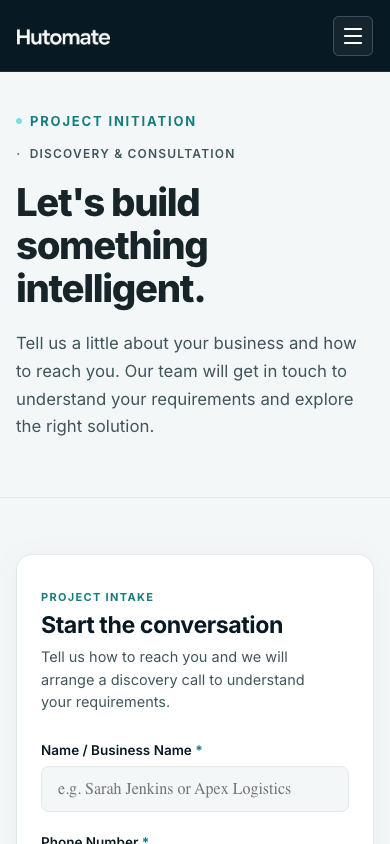 Hutomate
PROJECT INITIATION
· DISCOVERY & CONSULTATION
Let's build
something
intelligent.
Tell us a little about your business and how
to reach you. Our team will get in touch to
understand your requirements and explore
the right solution.
PROJECT INTAKE
Start the conversation
Tell us how to reach you and we will
arrange a discovery call to understand
your requirements.
Name / Business Name *
e.g. Sarah Jenkins or Apex Logistics
Phone Number *